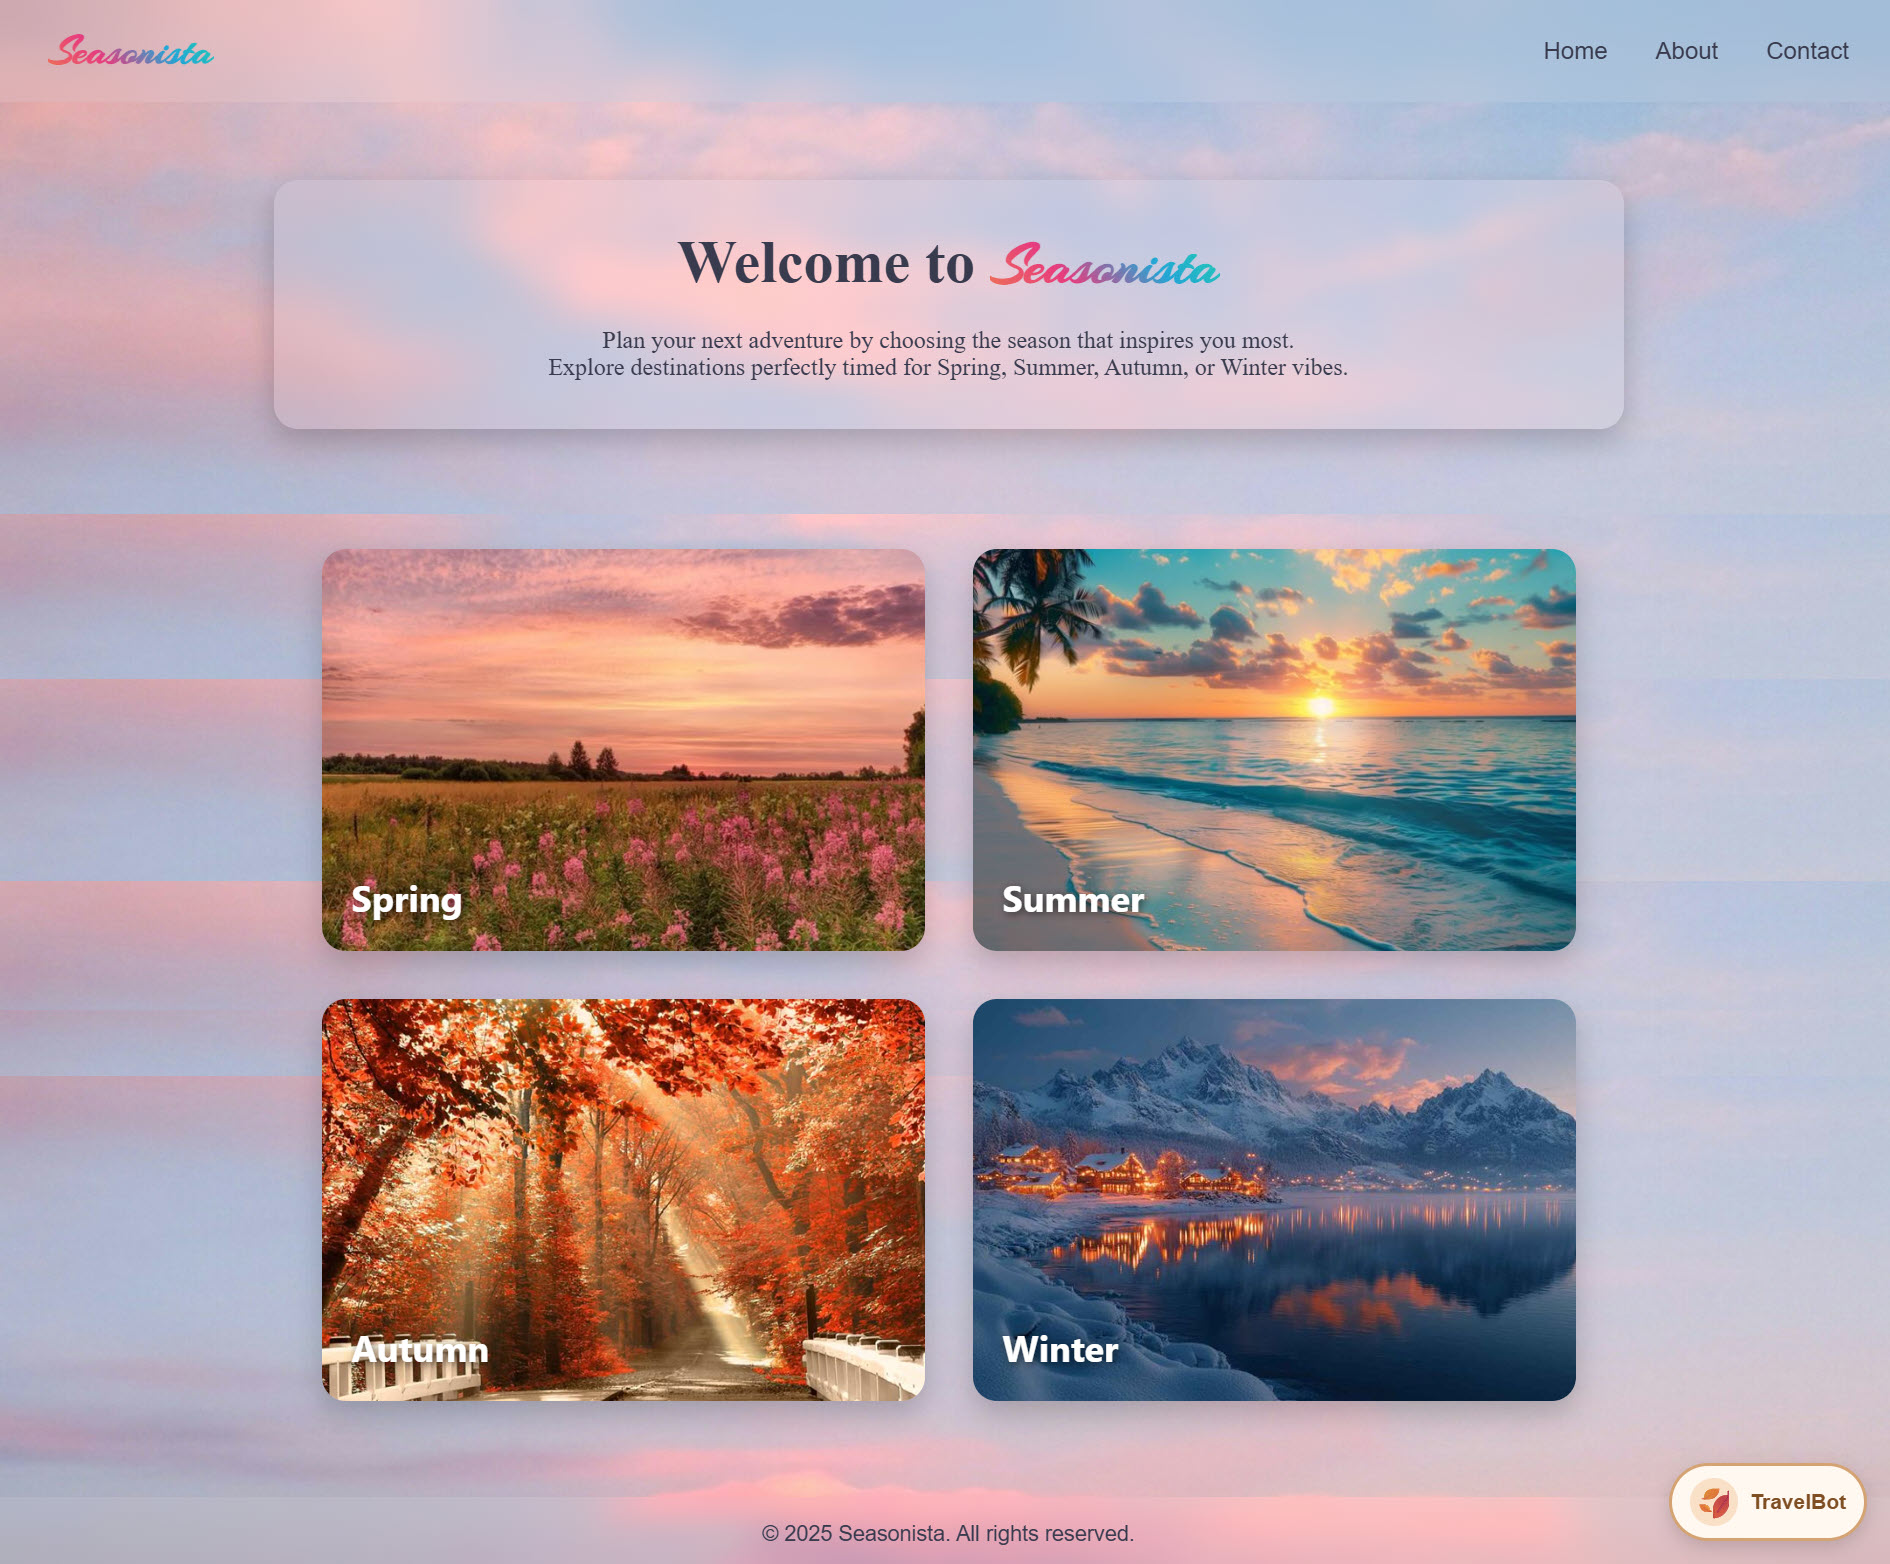 Seasonista
Home About Contact
Welcome to Seasonista
Plan your next adventure by choosing the season that inspires you most.
Explore destinations perfectly timed for Spring, Summer, Autumn, or Winter vibes.
Spring
Summer
Autumn
Winter
TravelBot
© 2025 Seasonista. All rights reserved.